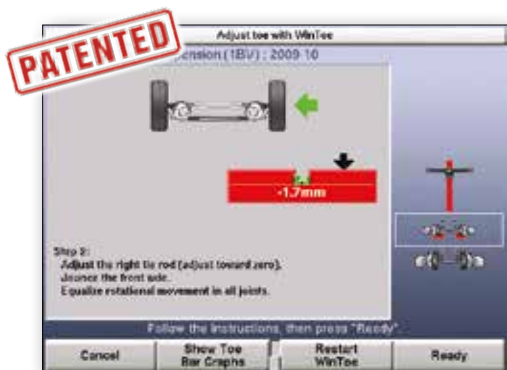 PATENTED
Adjust toe with WinToe
ension (1BV) : 2009-10
-1.7mm
Step 2:
Adjust the right tie rod (adjust toward zero).
Jounce the front axle.
Equalize rotational movement in all joints.
Follow the instructions, then press "Ready".
Cancel
Show Toe
Bar Graphs
Restart
WinToe
Ready